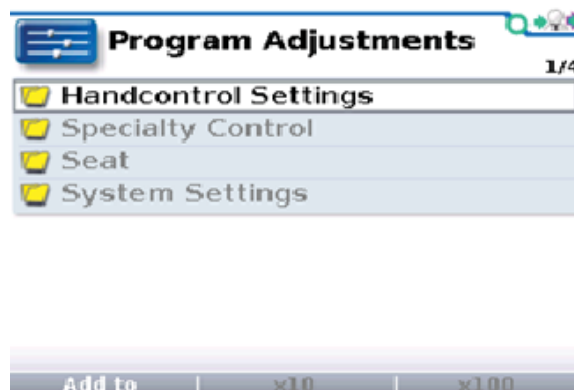 Program Adjustments
1/4
Handcontrol Settings
Specialty Control
Seat
System Settings
Add to | x10 | x100